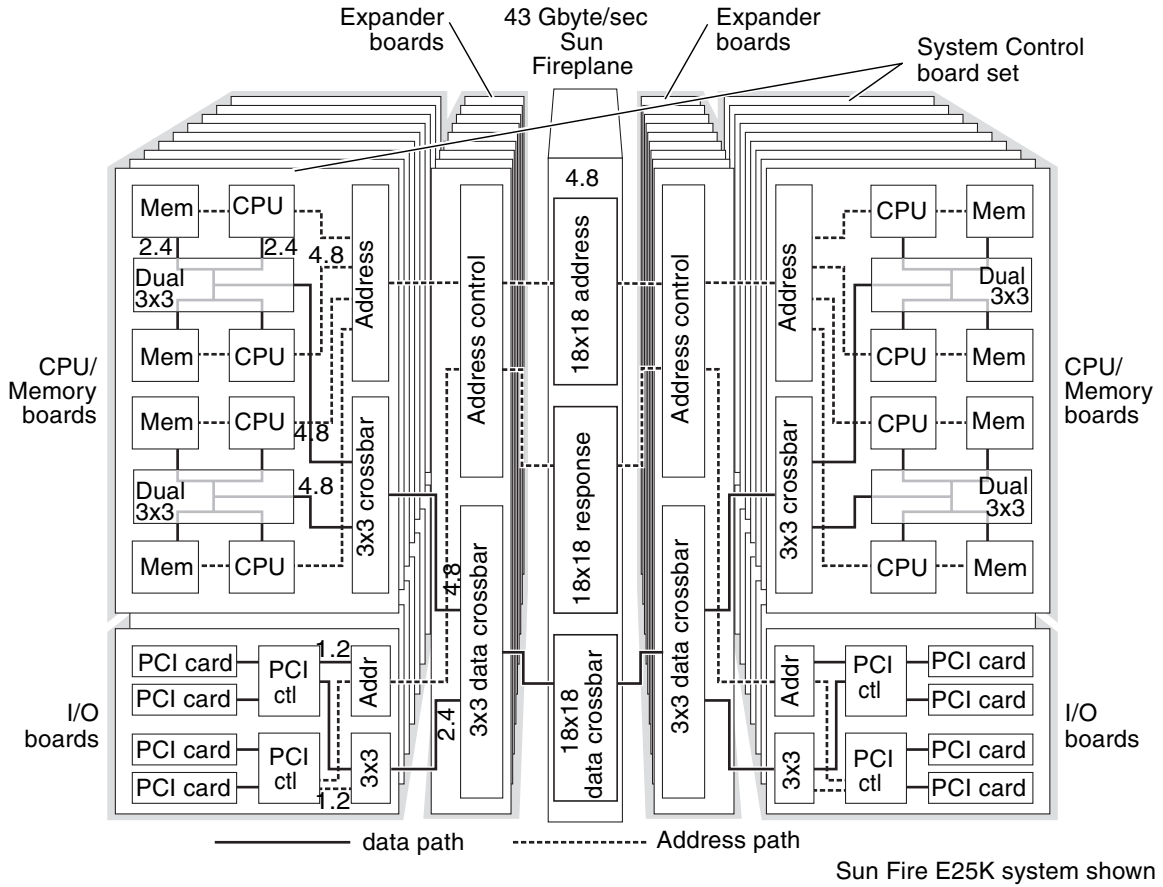 Expander
boards
43 Gbyte/sec
Sun
Fireplane
Expander
boards
System Control
board set
4.8
Mem
CPU
2.4
2.4
4.8
Dual
3x3
Mem
CPU
Mem
CPU
4.8
Dual
3x3
4.8
Mem
CPU
Address
3x3 crossbar
CPU/
Memory
boards
Address control
3x3 data crossbar
4.8
2.4
18x18 address
18x18 response
18x18
data crossbar
Address control
3x3 data crossbar
Address
3x3 crossbar
CPU
Mem
Dual
3x3
CPU
Mem
CPU
Mem
Dual
3x3
CPU
Mem
CPU/
Memory
boards
I/O
boards
PCI card
PCI card
PCI
ctl
1.2
Addr
PCI card
PCI card
PCI
ctl
1.2
3x3
Addr
3x3
PCI
ctl
PCI card
PCI card
PCI
ctl
PCI card
PCI card
I/O
boards
data path
Address path
Sun Fire E25K system shown